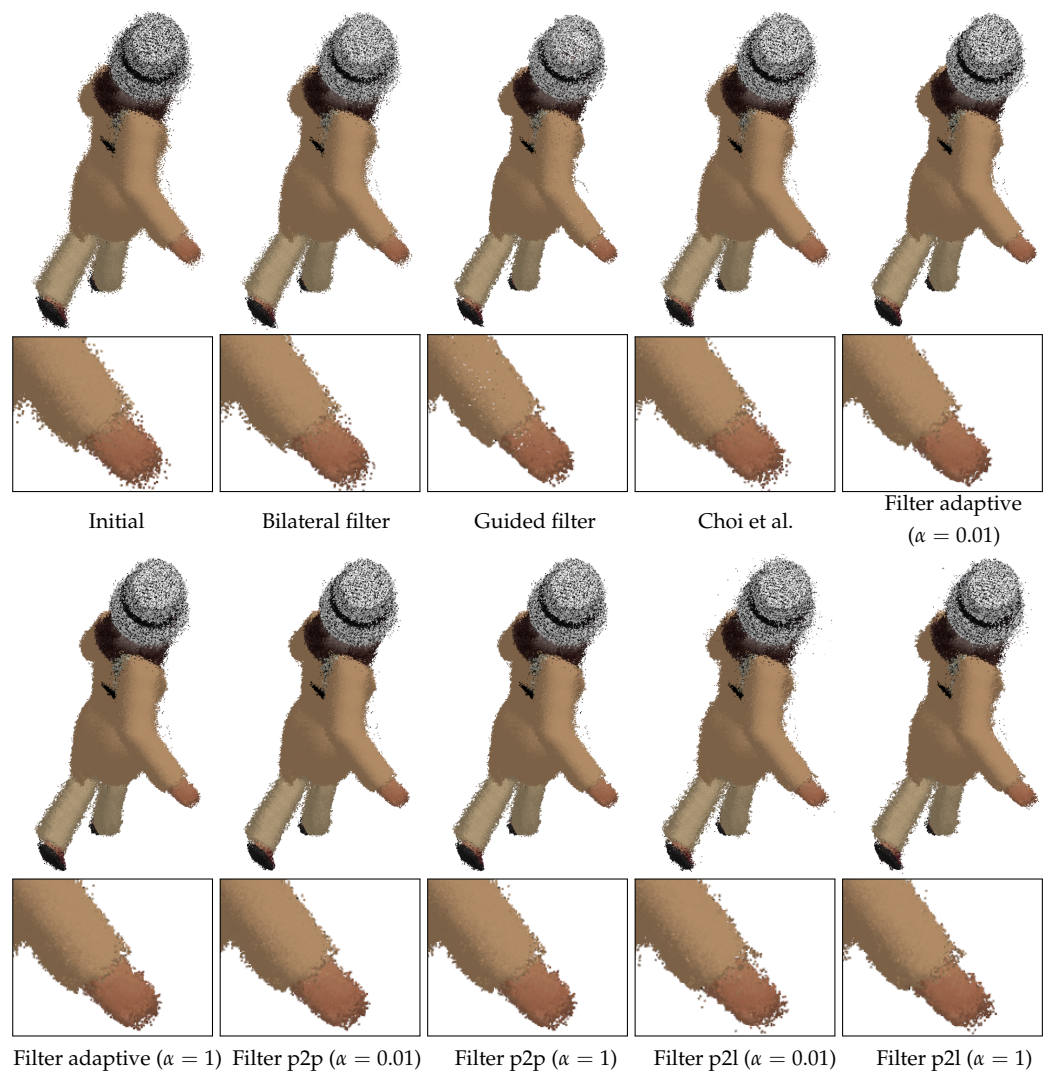 Initial
Bilateral filter
Guided filter
Choi et al.
Filter adaptive
(α = 0.01)
Filter adaptive (α = 1)
Filter p2p (α = 0.01)
Filter p2p (α = 1)
Filter p2l (α = 0.01)
Filter p2l (α = 1)